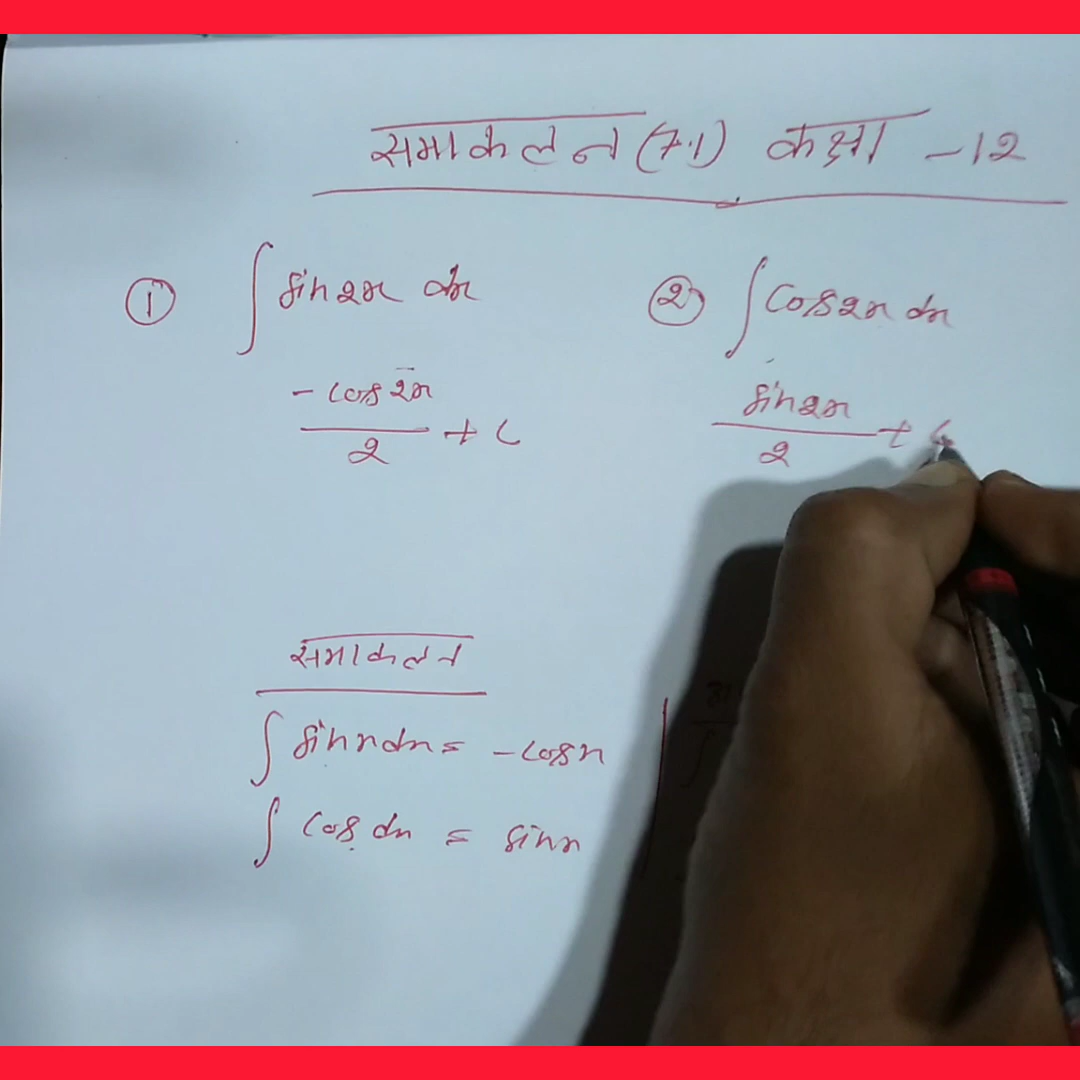 समाकलन (7.1) कक्षा - 12
① ∫ sin2x dx
- cos2x
/2 + c
② ∫ cos2x dx
sin2x
/2 + c
समाकलन
∫ sinx dx = -cosx
∫ cos dx = sinx